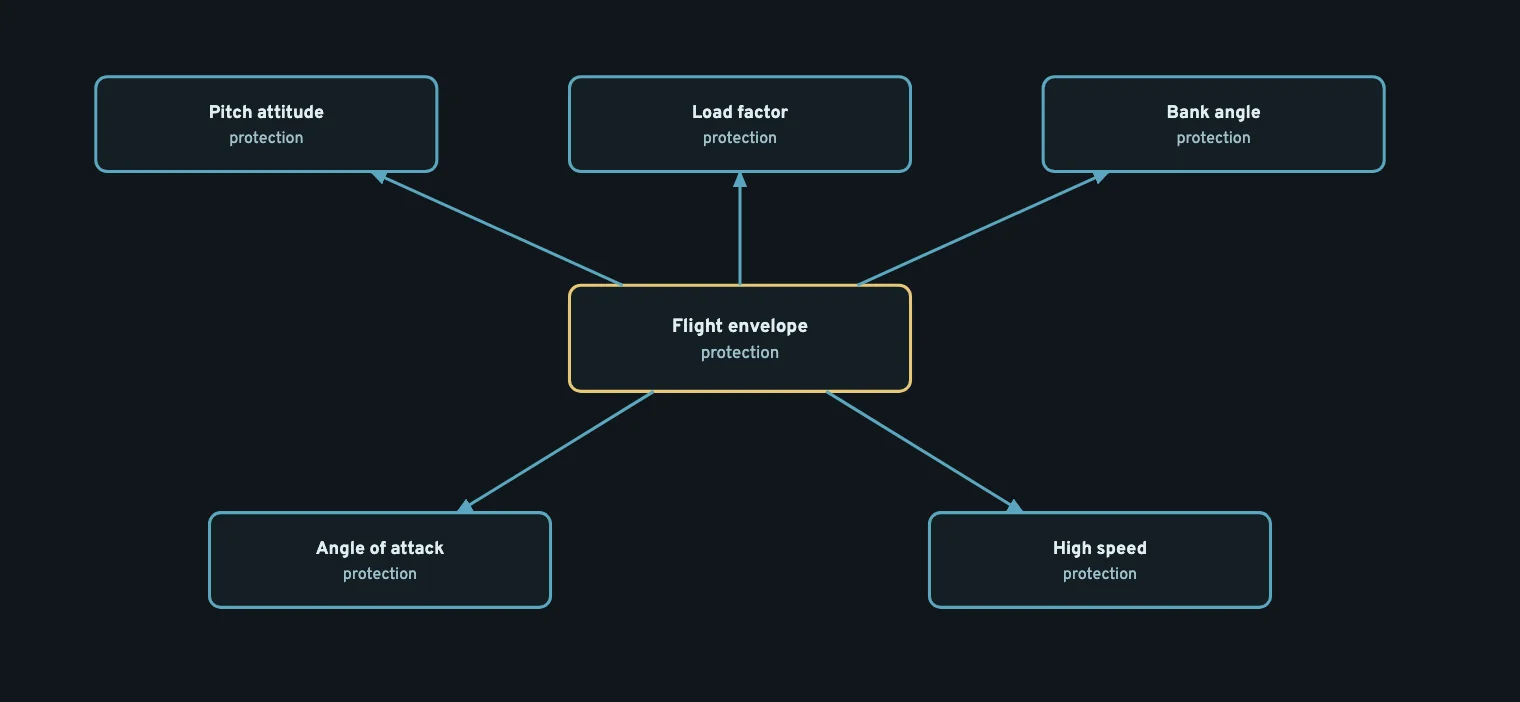 Pitch attitude
protection
Load factor
protection
Bank angle
protection
Flight envelope
protection
Angle of attack
protection
High speed
protection